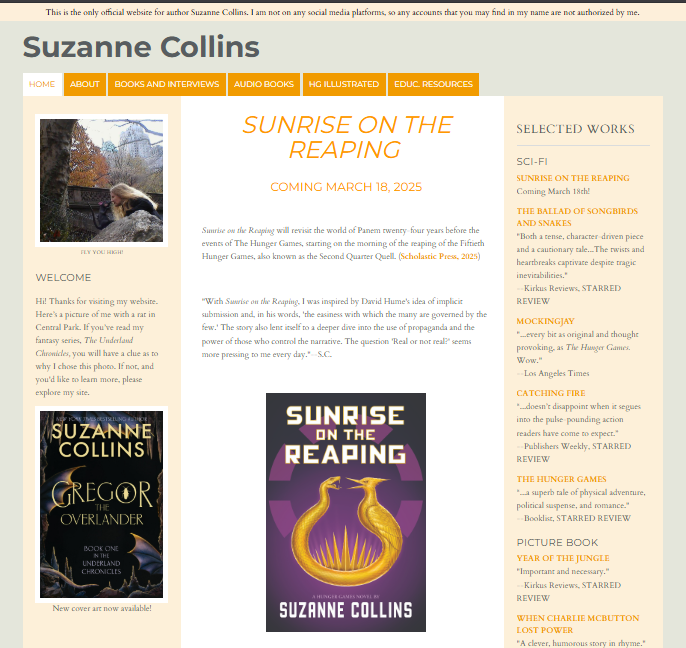 This is the only official website for author Suzanne Collins. I am not on any social media platforms, so any accounts that you may find in my name are not authorized by me.
Suzanne Collins
HOME
ABOUT
BOOKS AND INTERVIEWS
AUDIO BOOKS
HG ILLUSTRATED
EDUC. RESOURCES
FLY YOU HIGH!
WELCOME
Hi! Thanks for visiting my website.
Here's a picture of me with a rat in
Central Park. If you've read my
fantasy series, The Underland
Chronicles, you will have a clue as to
why I chose this photo. If not, and
you'd like to learn more, please
explore my site.
SUZANNE
COLLINS
GREGOR
THE
OVERLANDER
BOOK ONE
IN THE
UNDERLAND
CHRONICLES
New cover art now available!
SUNRISE ON THE
REAPING
COMING MARCH 18, 2025
Sunrise on the Reaping will revisit the world of Panem twenty-four years before the
events of The Hunger Games, starting on the morning of the reaping of the Fiftieth
Hunger Games, also known as the Second Quarter Quell. (Scholastic Press, 2025)
"With Sunrise on the Reaping, I was inspired by David Hume's idea of implicit
submission and, in his words, 'the easiness with which the many are governed by the
few.' The story also lent itself to a deeper dive into the use of propaganda and the
power of those who control the narrative. The question 'Real or not real?' seems
more pressing to me every day." --S.C.
SUNRISE
ON THE
REAPING
A HUNGER GAMES NOVEL BY
SUZANNE COLLINS
SELECTED WORKS
SCI-FI
SUNRISE ON THE REAPING
Coming March 18th!
THE BALLAD OF SONGBIRDS
AND SNAKES
"Both a tense, character-driven piece
and a cautionary tale...The twists and
heartbreaks captivate despite tragic
inevitabilities."
--Kirkus Reviews, STARRED
REVIEW
MOCKINGJAY
"...every bit as original and thought
provoking, as The Hunger Games.
Wow."
--Los Angeles Times
CATCHING FIRE
"...doesn't disappoint when it segues
into the pulse-pounding action
readers have come to expect."
--Publishers Weekly, STARRED
REVIEW
THE HUNGER GAMES
"...a superb tale of physical adventure,
political suspense, and romance."
--Booklist, STARRED REVIEW
PICTURE BOOK
YEAR OF THE JUNGLE
"Important and necessary."
--Kirkus Reviews, STARRED
REVIEW
WHEN CHARLIE MCBUTTON
LOST POWER
"A clever, humorous story in rhyme."